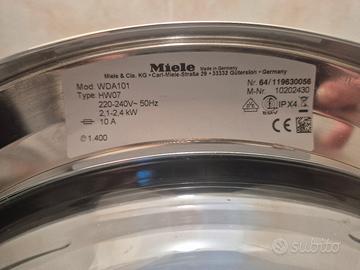 Miele Made in Germany
Miele & Cie. KG • Carl-Miele-Straße 29 • 33332 Gütersloh • Germany
Mod. WDA101
Nr. 64/119630056
Type: HW07
M-Nr. 10202430
220-240V~ 50Hz
2,1-2,4 kW
IPX4
10 A
1.400
subito